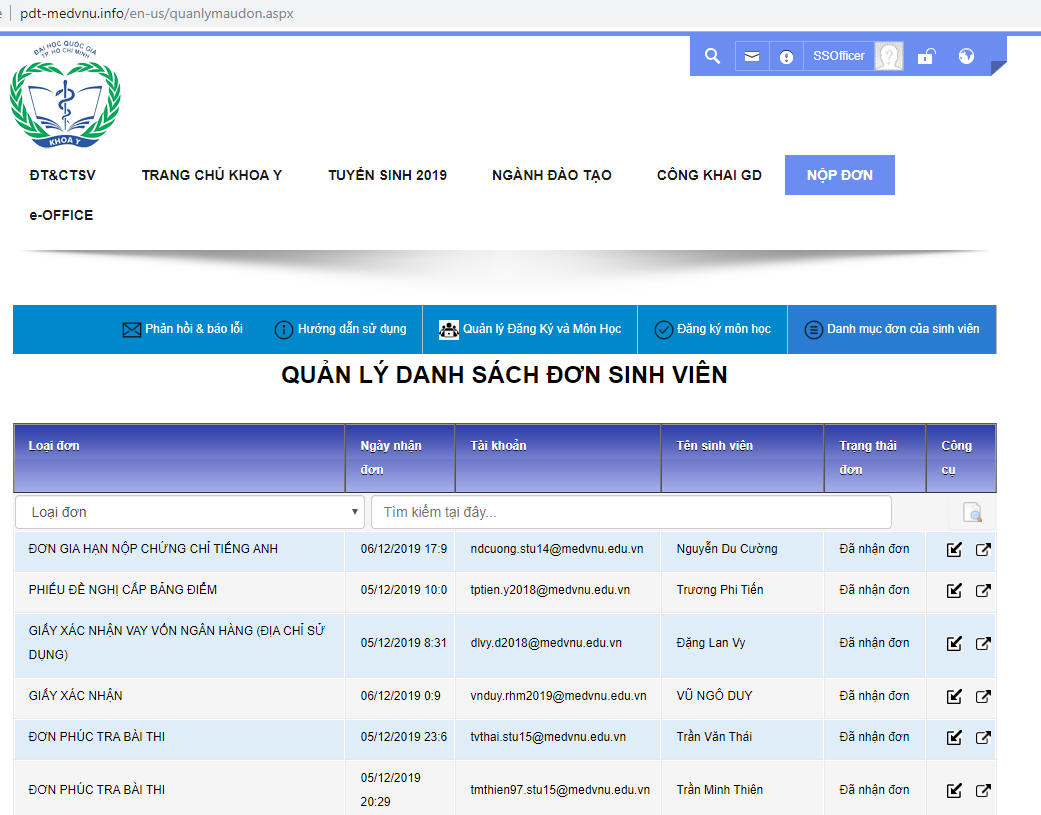 pdt-medvnu.info/en-us/quanlymaudon.aspx
ĐẠI HỌC QUỐC GIA
TP. HỒ CHÍ MINH
KHOA Y
SSOfficer
ĐT&CTSV TRANG CHỦ KHOA Y TUYỂN SINH 2019 NGÀNH ĐÀO TẠO CÔNG KHAI GD NỘP ĐƠN
e-OFFICE
Phản hồi & báo lỗi Hướng dẫn sử dụng Quản lý Đăng Ký và Môn Học Đăng ký môn học Danh mục đơn của sinh viên
QUẢN LÝ DANH SÁCH ĐƠN SINH VIÊN
Loại đơn Ngày nhận Tài khoản Tên sinh viên Trạng thái Công
đơn đơn cụ
Loại đơn Tìm kiếm tại đây...
ĐƠN GIA HẠN NỘP CHỨNG CHỈ TIẾNG ANH 06/12/2019 17:9 ndcuong.stu14@medvnu.edu.vn Nguyễn Du Cường Đã nhận đơn
PHIẾU ĐỀ NGHỊ CẤP BẢNG ĐIỂM 05/12/2019 10:0 tptien.y2018@medvnu.edu.vn Trương Phi Tiến Đã nhận đơn
GIẤY XÁC NHẬN VAY VỐN NGÂN HÀNG (ĐỊA CHỈ SỬ
DỤNG) 05/12/2019 8:31 dlvy.d2018@medvnu.edu.vn Đặng Lan Vy Đã nhận đơn
GIẤY XÁC NHẬN 06/12/2019 0:9 vnduy.rhm2019@medvnu.edu.vn VŨ NGÔ DUY Đã nhận đơn
ĐƠN PHÚC TRA BÀI THI 05/12/2019 23:6 tvthai.stu15@medvnu.edu.vn Trần Văn Thái Đã nhận đơn
ĐƠN PHÚC TRA BÀI THI 05/12/2019 tmthien97.stu15@medvnu.edu.vn Trần Minh Thiên Đã nhận đơn
20:29